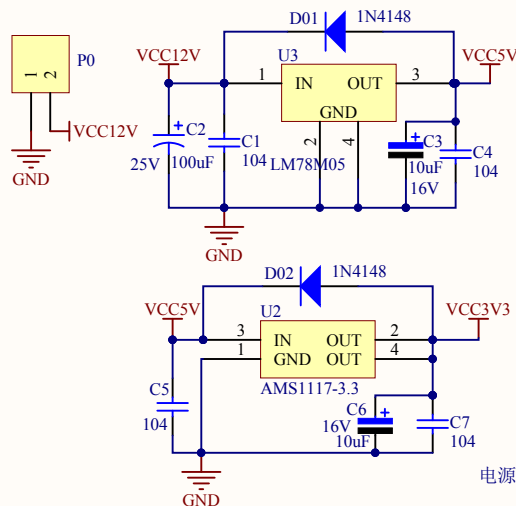 D01
1N4148
P0
1
2
VCC12V
GND
VCC12V
U3
VCC5V
1
IN
OUT
3
GND
2
4
LM78M05
C2
25V
100uF
C1
104
C3
10uF
16V
C4
104
GND
D02
1N4148
VCC5V
U2
VCC3V3
3
IN
OUT
2
1
GND
OUT
4
AMS1117-3.3
C5
104
C6
16V
10uF
C7
104
GND
电源